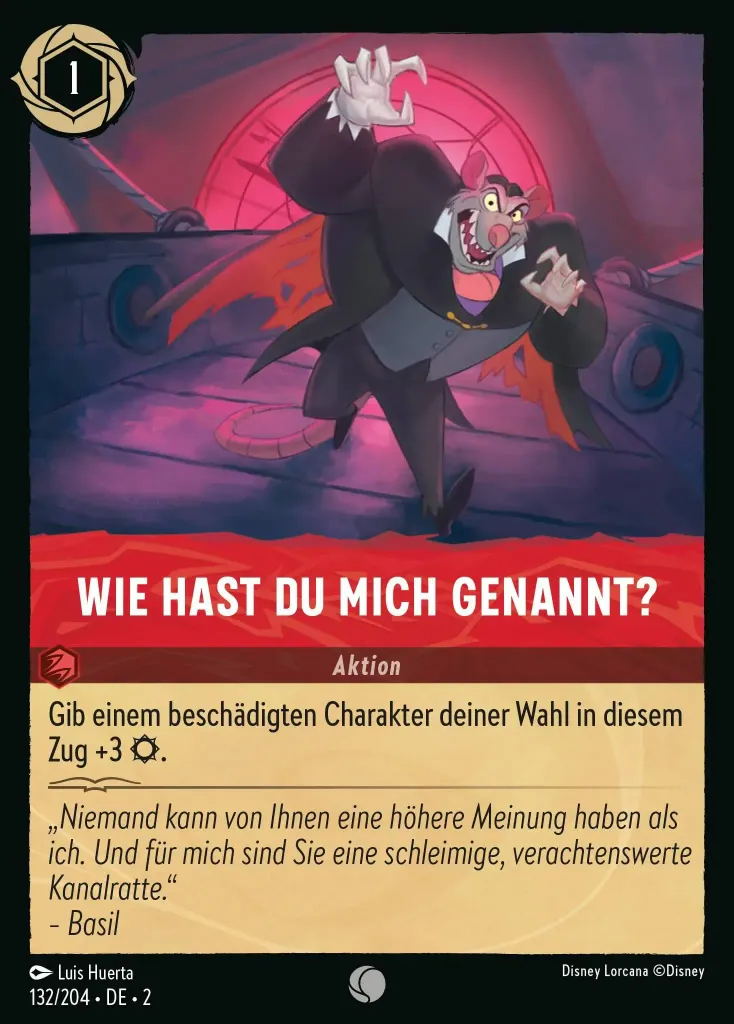 1
WIE HAST DU MICH GENANNT?
Aktion
Gib einem beschädigten Charakter deiner Wahl in diesem
Zug +3 .
„Niemand kann von Ihnen eine höhere Meinung haben als
ich. Und für mich sind Sie eine schleimige, verachtenswerte
Kanalratte.“
- Basil
Luis Huerta
Disney Lorcana ©Disney
132/204 • DE • 2